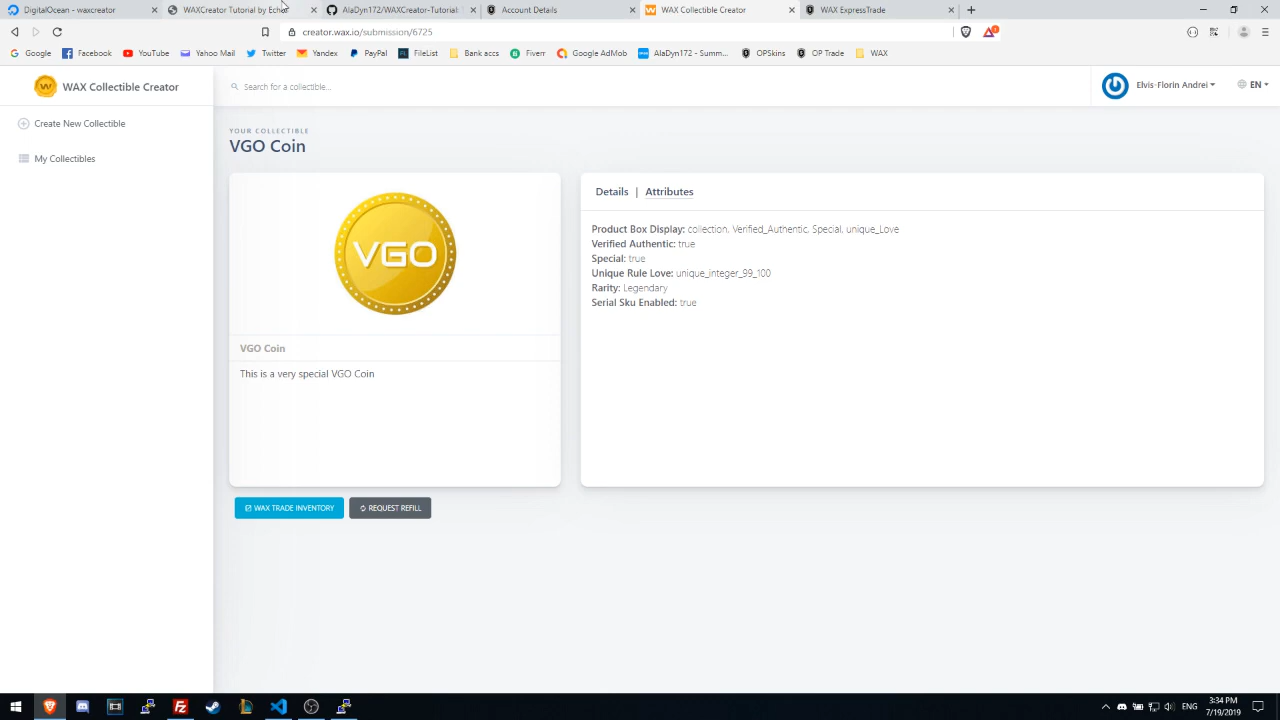 DigitalOcean - waxcreator
WAXCreator Tutorial by Echer
AlaDyn172/WAXCreator-Tutorial:
Account Details
WAX Collectible Creator
WAX ExpressTrade
creator.wax.io/submission/6725
Google
Facebook
YouTube
Yahoo Mail
Twitter
Yandex
PayPal
FileList
Bank accs
Fiverr
Google AdMob
AlaDyn172 - Summ...
OPSkins
OP Trade
WAX
WAX Collectible Creator
Search for a collectible...
Elvis-Florin Andrei
EN
Create New Collectible
My Collectibles
YOUR COLLECTIBLE
VGO Coin
VGO
VGO Coin
This is a very special VGO Coin
WAX TRADE INVENTORY
REQUEST REFILL
Details | Attributes
Product Box Display: collection, Verified_Authentic, Special, unique_Love
Verified Authentic: true
Special: true
Unique Rule Love: unique_integer_99_100
Rarity: Legendary
Serial Sku Enabled: true
ENG
3:34 PM
7/19/2019